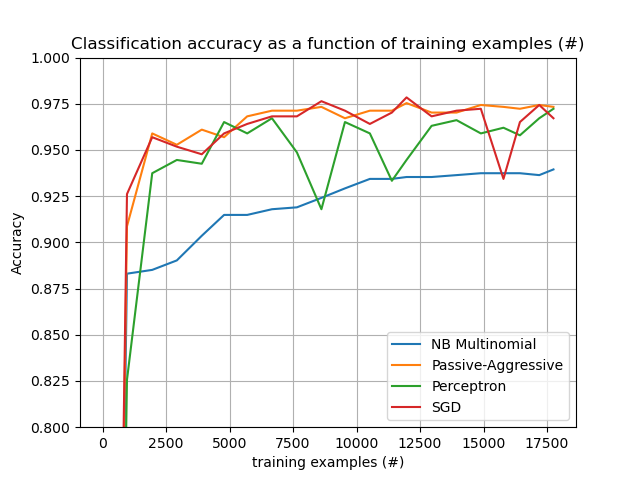 Classification accuracy as a function of training examples (#)
1.000
0.975
0.950
0.925
0.900
0.875
0.850
0.825
0.800
Accuracy
NB Multinomial
Passive-Aggressive
Perceptron
SGD
0 2500 5000 7500 10000 12500 15000 17500
training examples (#)